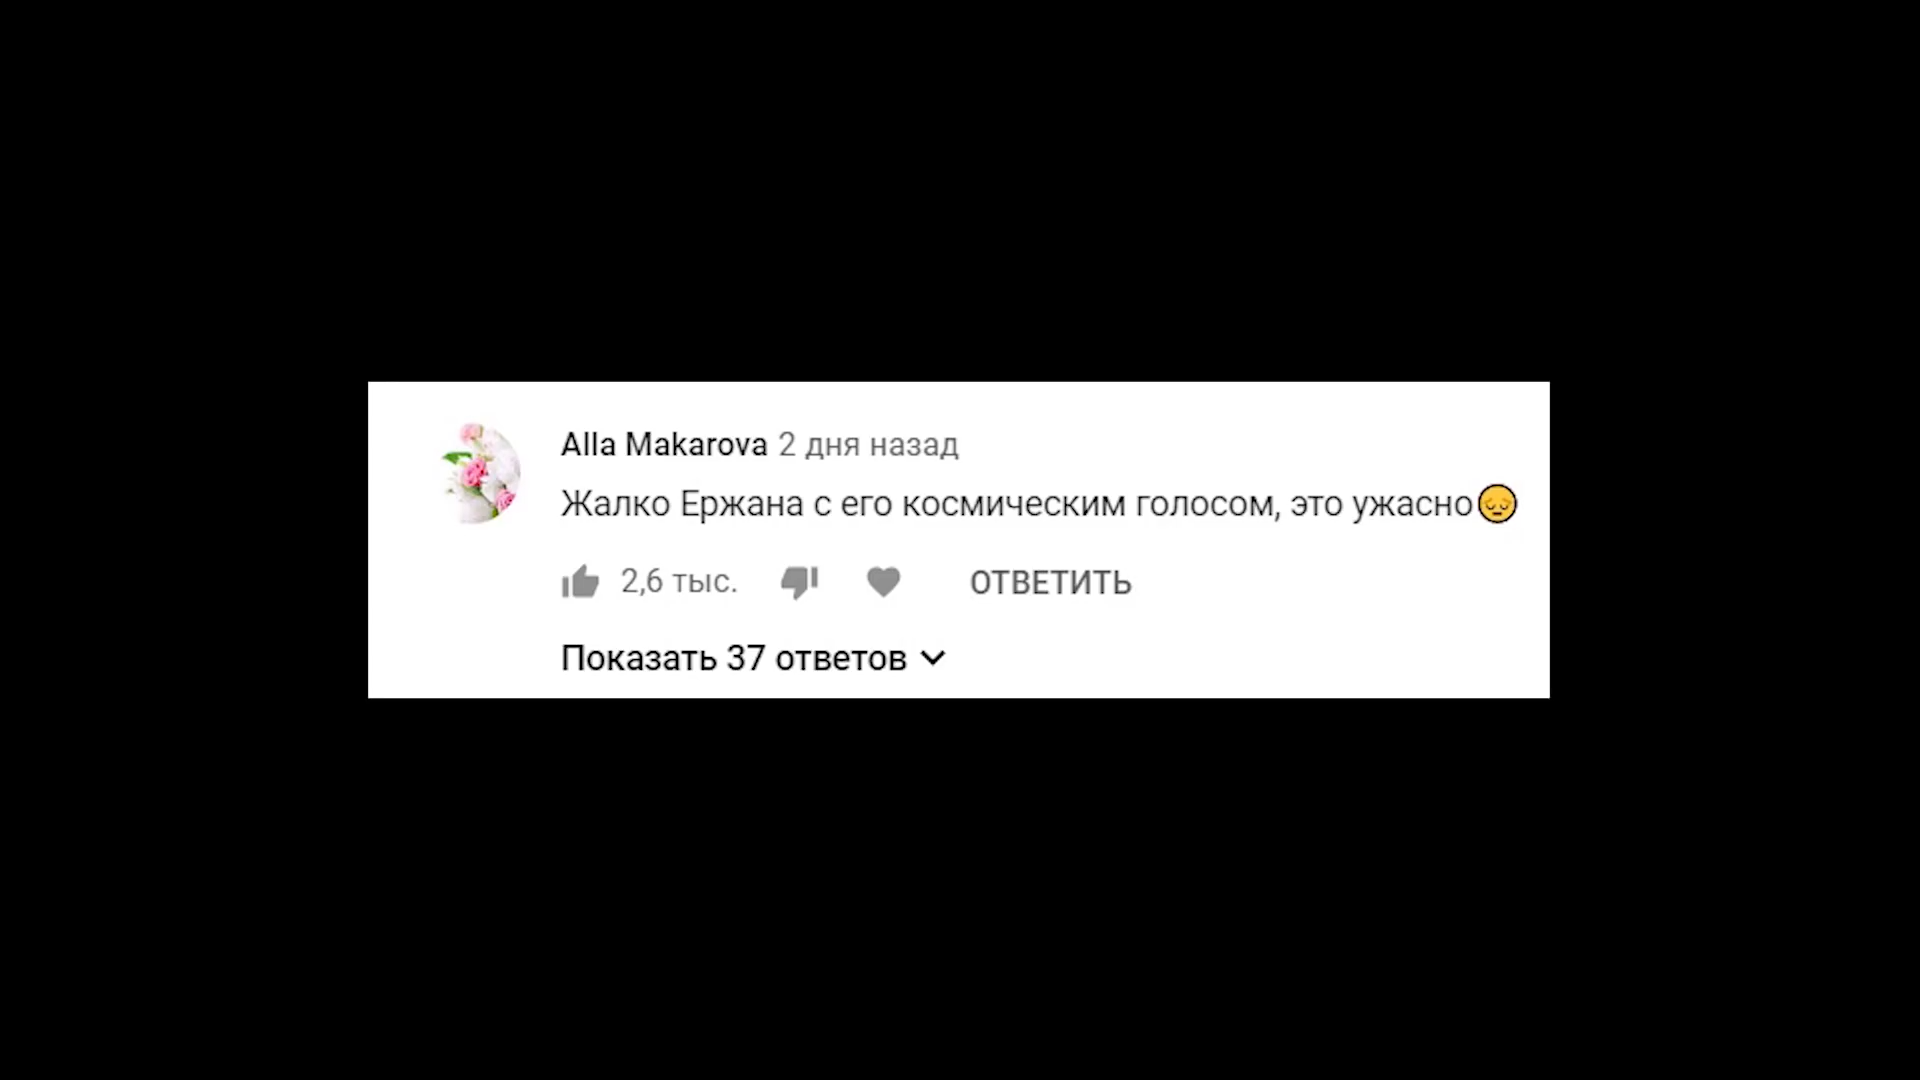 Alla Makarova 2 дня назад
Жалко Ержана с его космическим голосом, это ужасно😔
2,6 тыс. ОТВЕТИТЬ
Показать 37 ответов